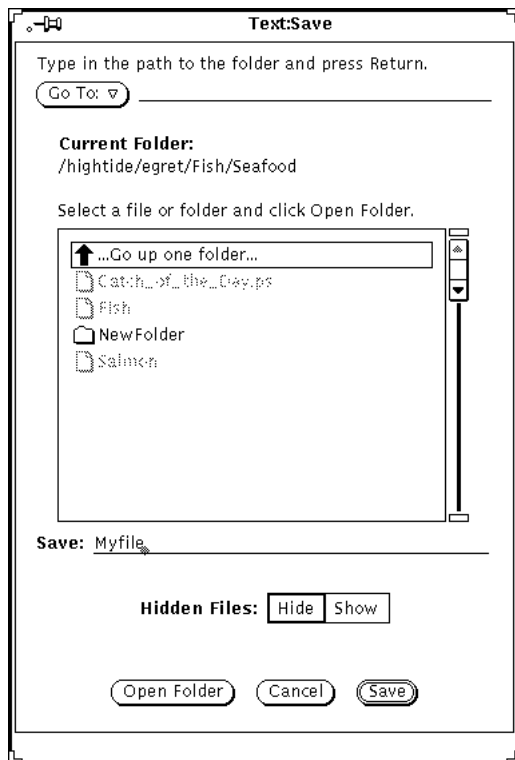 Text:Save
Type in the path to the folder and press Return.
Go To:
Current Folder:
/hightide/egret/Fish/Seafood
Select a file or folder and click Open Folder.
...Go up one folder...
Catch_of_the_Day.ps
Fish
NewFolder
Salmon
Save: Myfile
Hidden Files: Hide Show
Open Folder Cancel Save